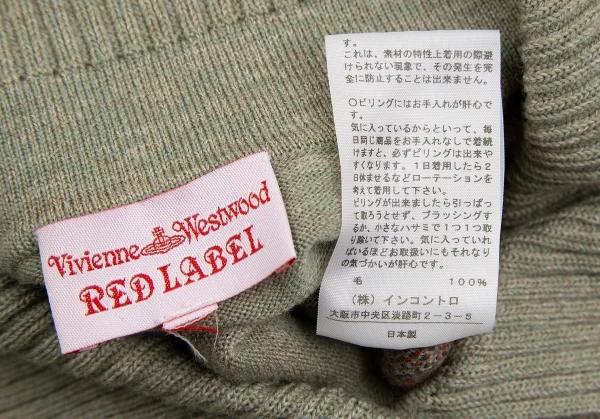 Vivienne Westwood
RED LABEL
す。
これは、素材の特性上着用の際避
けられない現象で、その発生を完
全に防止することは出来ません。
〇ピリングにはお手入れが肝心で
す。
気に入っているからといって、毎
日同じ商品をお手入れなしで着続
けますと、必ずピリングは出来や
すくなります。1日着用したら2
日休ませるなどローテーションを
考えて着用して下さい。
ピリングが出来ましたら引っぱっ
て取ろうとせず、ブラッシングす
るか、小さなハサミで1つ1つ取
り除いて下さい。気に入っていれ
ばいるほどお取扱いにもそれなり
の気づかいが肝心です。
毛 100%
(株) インコントロ
大阪市中央区淡路町2-3-5
日本製